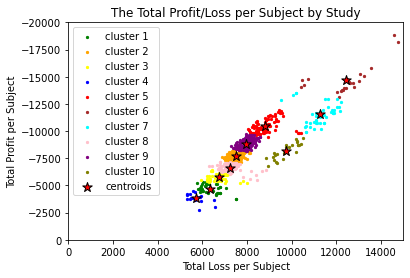 The Total Profit/Loss per Subject by Study
Total Profit per Subject
−20000
−17500
−15000
−12500
−10000
−7500
−5000
−2500
0
cluster 1
cluster 2
cluster 3
cluster 4
cluster 5
cluster 6
cluster 7
cluster 8
cluster 9
cluster 10
centroids
0 2000 4000 6000 8000 10000 12000 14000
Total Loss per Subject